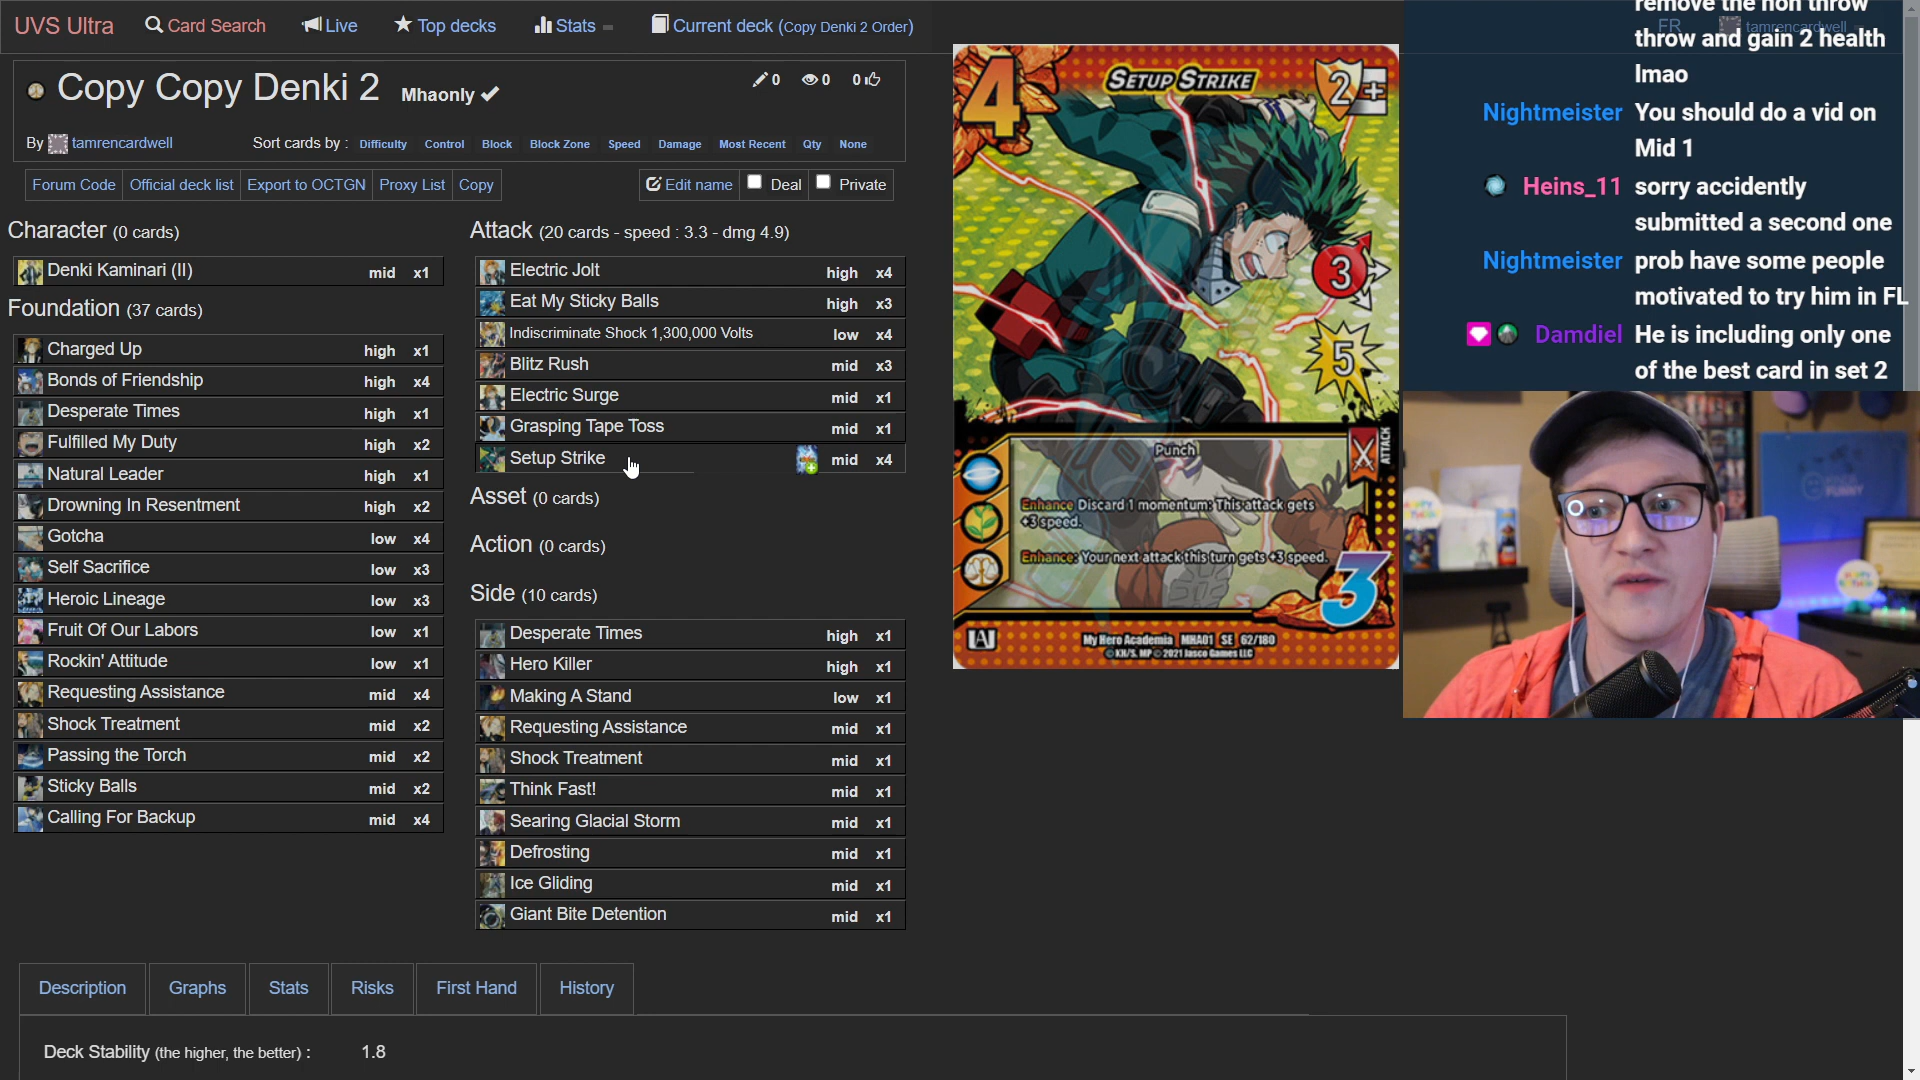 UVS Ultra
Card Search
Live
Top decks
Stats
Current deck (Copy Denki 2 Order)
FR
tamrencardwell
Copy Copy Denki 2 Mhaonly
0 0 0
By tamrencardwell
Sort cards by : Difficulty Control Block Block Zone Speed Damage Most Recent Qty None
Forum Code Official deck list Export to OCTGN Proxy List Copy
Edit name Deal Private
Character (0 cards)
Denki Kaminari (II) mid x1
Foundation (37 cards)
Charged Up high x1
Bonds of Friendship high x4
Desperate Times high x1
Fulfilled My Duty high x2
Natural Leader high x1
Drowning In Resentment high x2
Gotcha low x4
Self Sacrifice low x3
Heroic Lineage low x3
Fruit Of Our Labors low x1
Rockin' Attitude low x1
Requesting Assistance mid x4
Shock Treatment mid x2
Passing the Torch mid x2
Sticky Balls mid x2
Calling For Backup mid x4
Attack (20 cards - speed : 3.3 - dmg 4.9)
Electric Jolt high x4
Eat My Sticky Balls high x3
Indiscriminate Shock 1,300,000 Volts low x4
Blitz Rush mid x3
Electric Surge mid x1
Grasping Tape Toss mid x1
Setup Strike mid x4
Asset (0 cards)
Action (0 cards)
Side (10 cards)
Desperate Times high x1
Hero Killer high x1
Making A Stand low x1
Requesting Assistance mid x1
Shock Treatment mid x1
Think Fast! mid x1
Searing Glacial Storm mid x1
Defrosting mid x1
Ice Gliding mid x1
Giant Bite Detention mid x1
Description Graphs Stats Risks First Hand History
Deck Stability (the higher, the better) : 1.8
4
SETUP STRIKE
2 +
3
5
ATTACK
Punch
Enhance Discard 1 momentum: This attack gets
+3 speed.
Enhance: Your next attack this turn gets +3 speed.
3
My Hero Academia MHA01 SE 62/180
© KH/S. MP © 2021 Jasco Games LLC
remove the non throw
throw and gain 2 health
lmao
Nightmeister You should do a vid on
Mid 1
Heins_11 sorry accidently
submitted a second one
Nightmeister prob have some people
motivated to try him in FL
Damdiel He is including only one
of the best card in set 2